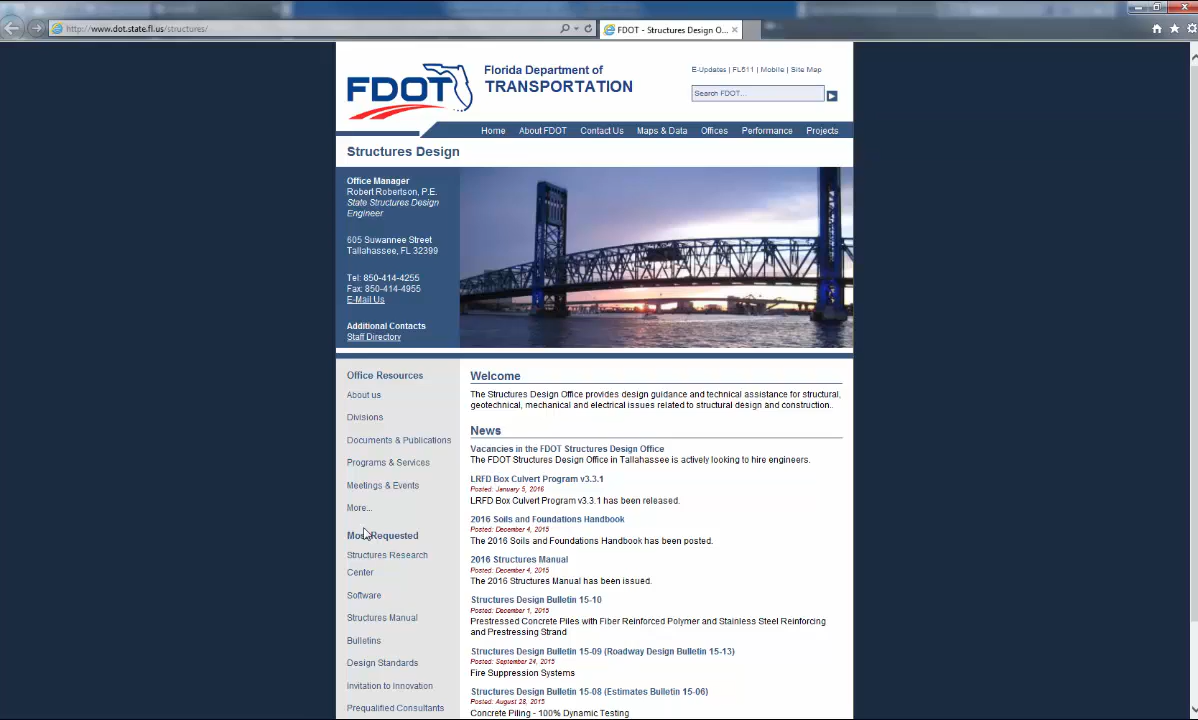 http://www.dot.state.fl.us/structures/
FDOT - Structures Design O...
FDOT
Florida Department of
TRANSPORTATION
E-Updates | FL511 | Mobile | Site Map
Search FDOT...
Home About FDOT Contact Us Maps & Data Offices Performance Projects
Structures Design
Office Manager
Robert Robertson, P.E.
State Structures Design
Engineer
605 Suwannee Street
Tallahassee, FL 32399
Tel: 850-414-4255
Fax: 850-414-4955
E-Mail Us
Additional Contacts
Staff Directory
Office Resources
About us
Divisions
Documents & Publications
Programs & Services
Meetings & Events
More...
Most Requested
Structures Research
Center
Software
Structures Manual
Bulletins
Design Standards
Invitation to Innovation
Prequalified Consultants
Welcome
The Structures Design Office provides design guidance and technical assistance for structural,
geotechnical, mechanical and electrical issues related to structural design and construction..
News
Vacancies in the FDOT Structures Design Office
The FDOT Structures Design Office in Tallahassee is actively looking to hire engineers.
LRFD Box Culvert Program v3.3.1
Posted: January 5, 2016
LRFD Box Culvert Program v3.3.1 has been released.
2016 Soils and Foundations Handbook
Posted: December 4, 2015
The 2016 Soils and Foundations Handbook has been posted.
2016 Structures Manual
Posted: December 4, 2015
The 2016 Structures Manual has been issued.
Structures Design Bulletin 15-10
Posted: December 1, 2015
Prestressed Concrete Piles with Fiber Reinforced Polymer and Stainless Steel Reinforcing
and Prestressing Strand
Structures Design Bulletin 15-09 (Roadway Design Bulletin 15-13)
Posted: September 24, 2015
Fire Suppression Systems
Structures Design Bulletin 15-08 (Estimates Bulletin 15-06)
Posted: August 28, 2015
Concrete Piling - 100% Dynamic Testing